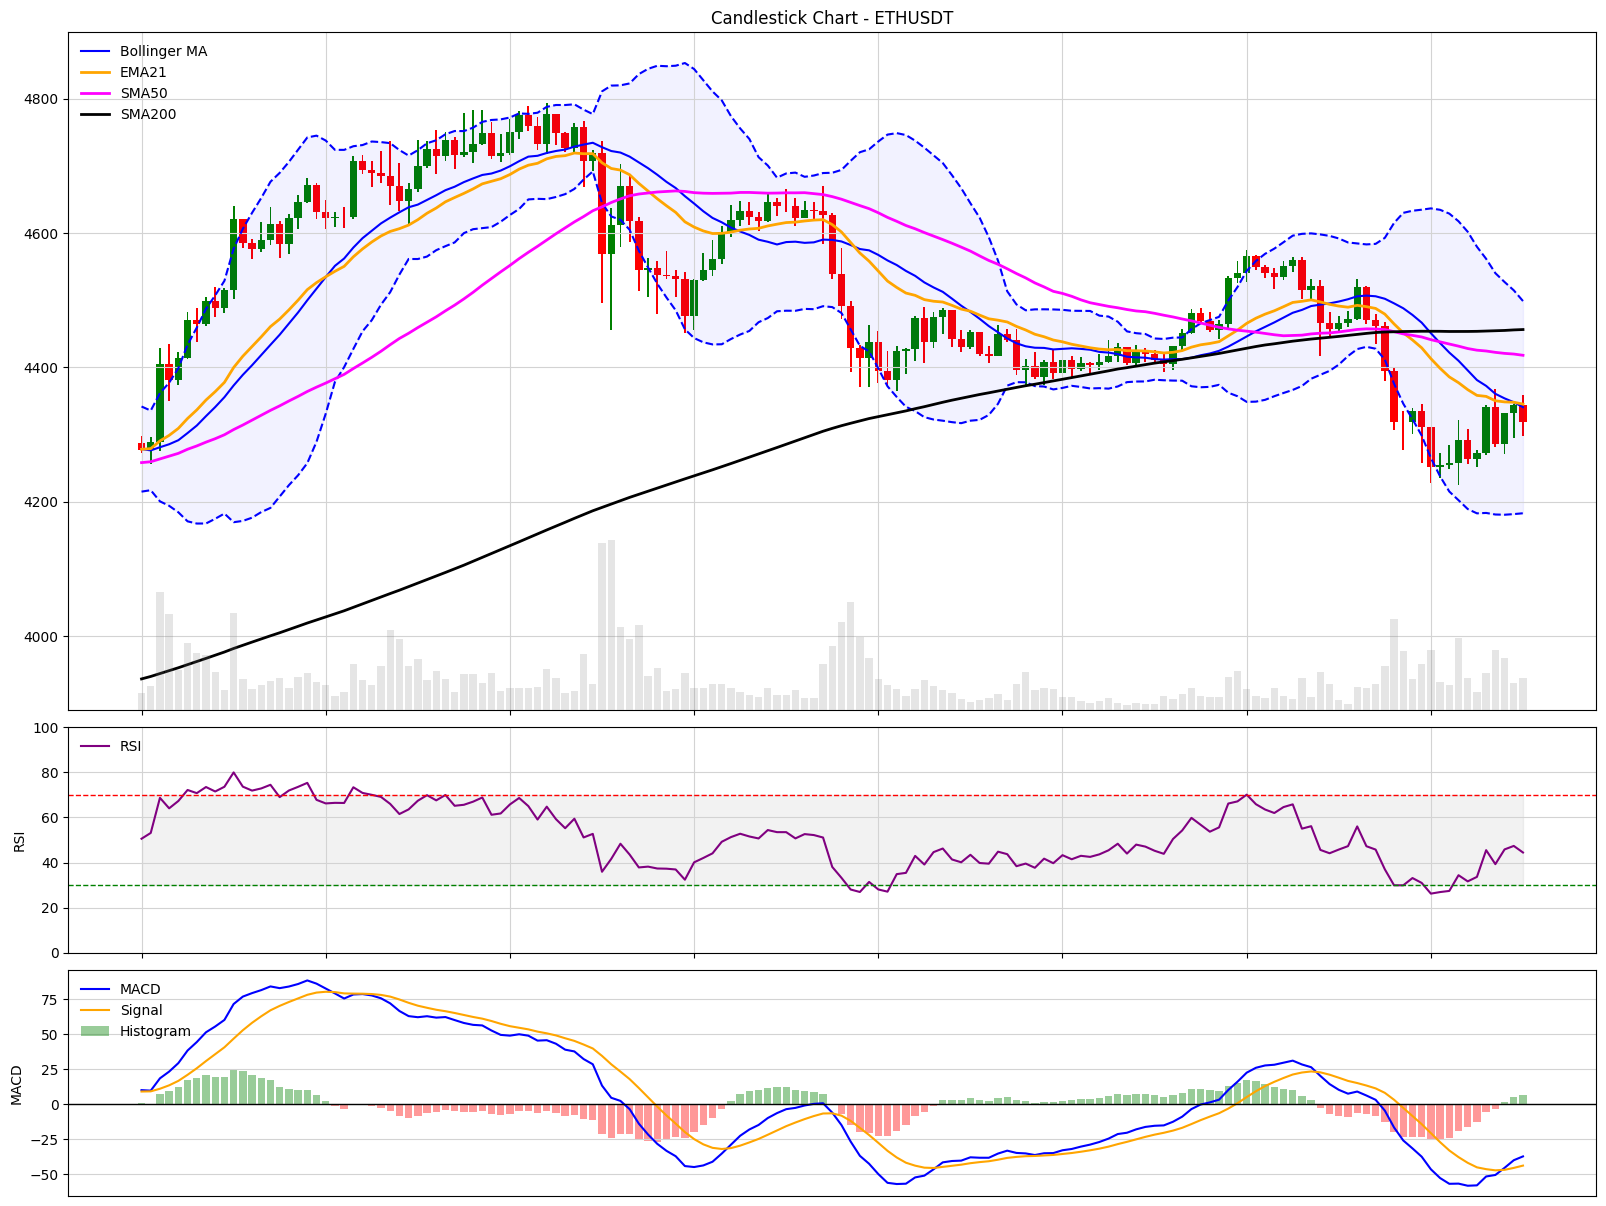 Candlestick Chart - ETHUSDT
Bollinger MA
EMA21
SMA50
SMA200
4800
4600
4400
4200
4000
100
80
60
40
20
0
RSI
RSI
75
50
25
0
−25
−50
MACD
MACD
Signal
Histogram